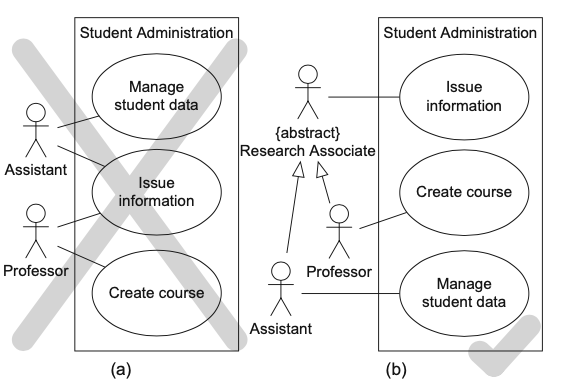 Student Administration
Manage
student data
Assistant
Issue
information
Professor
Create course
(a)
Student Administration
Issue
information
{abstract}
Research Associate
Create course
Professor
Manage
student data
Assistant
(b)